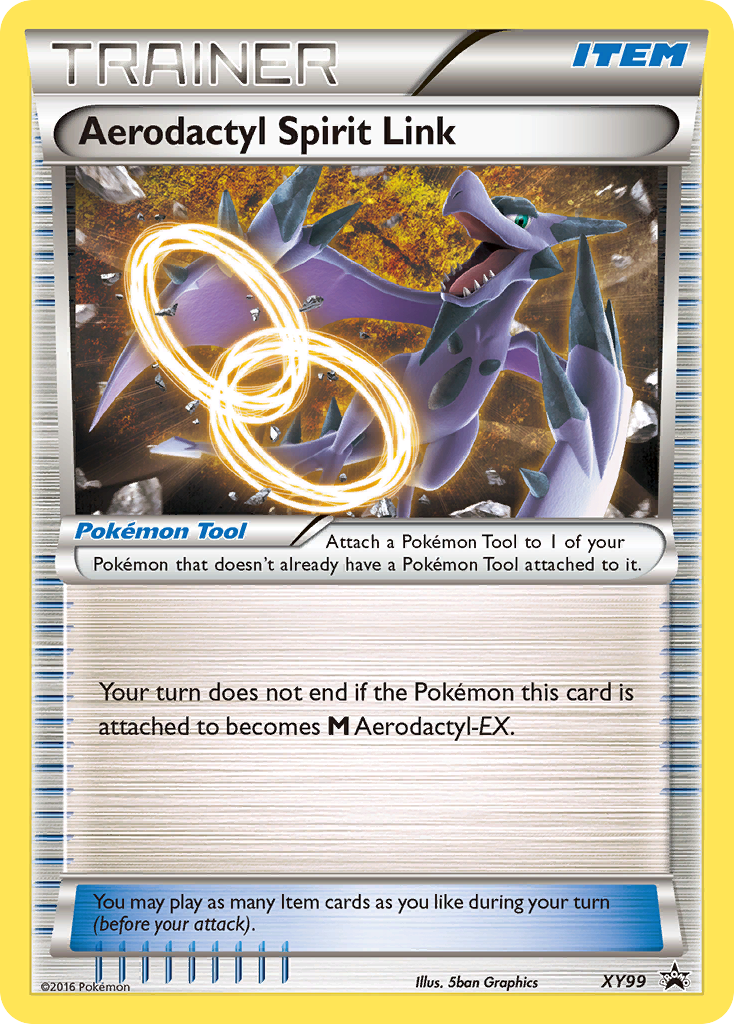 TRAINER
ITEM
Aerodactyl Spirit Link
Pokémon Tool
Attach a Pokémon Tool to 1 of your
Pokémon that doesn't already have a Pokémon Tool attached to it.
Your turn does not end if the Pokémon this card is
attached to becomes M Aerodactyl-EX.
You may play as many Item cards as you like during your turn
(before your attack).
©2016 Pokémon
Illus. 5ban Graphics
XY99
PROMO